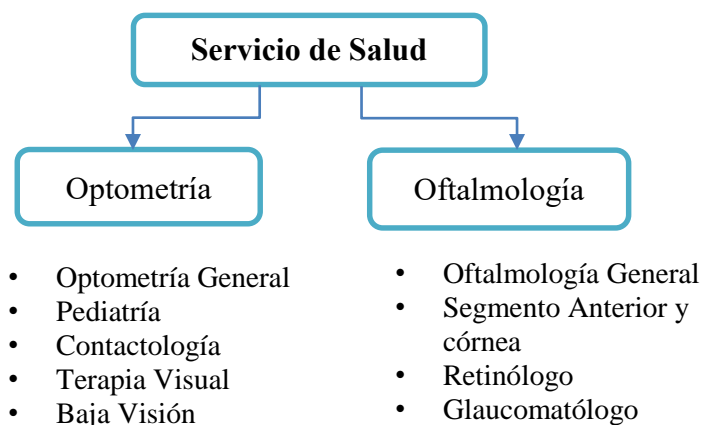 Servicio de Salud
Optometría
Oftalmología
• Optometría General
• Pediatría
• Contactología
• Terapia Visual
• Baja Visión
• Oftalmología General
• Segmento Anterior y
córnea
• Retinólogo
• Glaucomatólogo